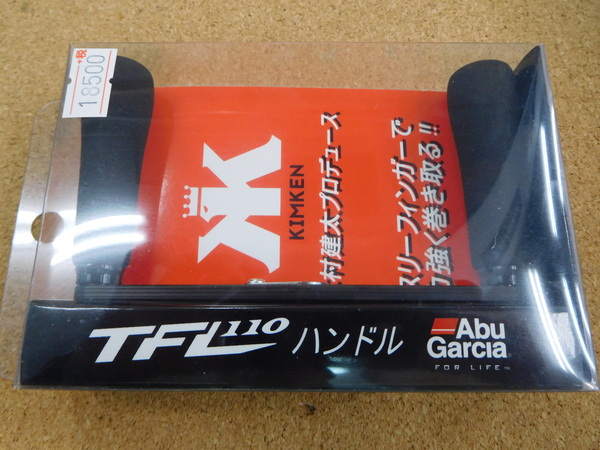 +税
18500
KIMKEN
村建太プロデュース
スリーフィンガーで
強く巻き取る!!
TFL110 ハンドル
Abu
Garcia
FOR LIFE